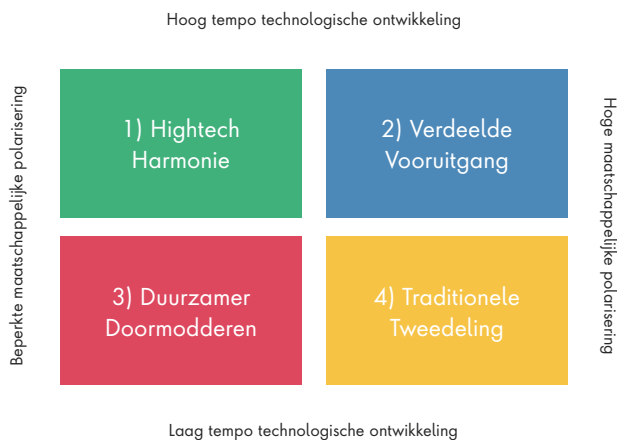 Hoog tempo technologische ontwikkeling
Beperkte maatschappelijke polarisering
1) Hightech
Harmonie
2) Verdeelde
Vooruitgang
Hoge maatschappelijke polarisering
3) Duurzamer
Doormodderen
4) Traditionele
Tweedeling
Laag tempo technologische ontwikkeling